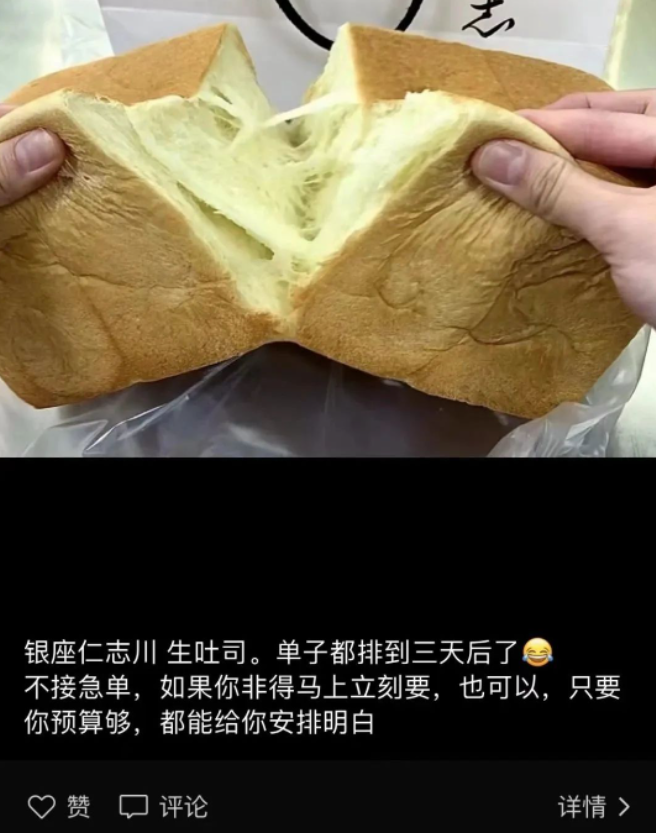 志
银座仁志川 生吐司。单子都排到三天后了😂
不接急单，如果你非得马上立刻要，也可以，只要
你预算够，都能给你安排明白
赞
评论
详情